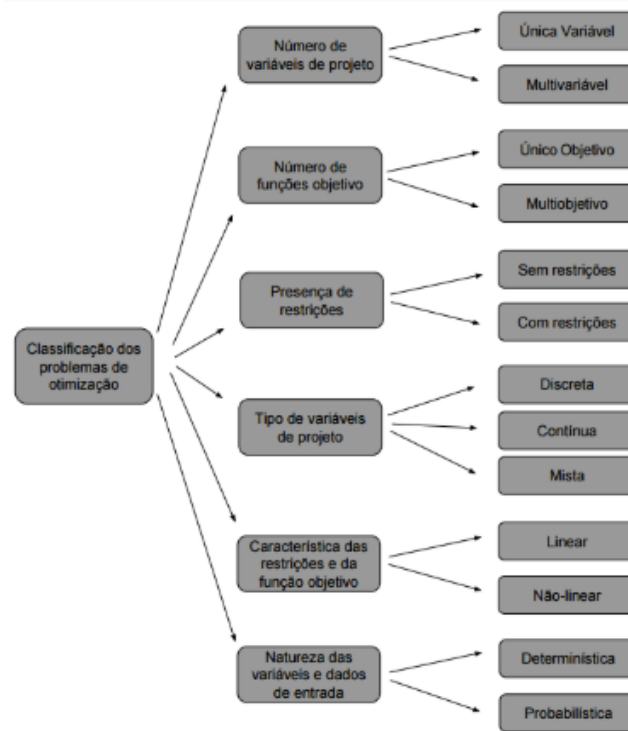 Classificação dos
problemas de
otimização
Número de
variáveis de projeto
Única Variável
Multivariável
Número de
funções objetivo
Único Objetivo
Multiobjetivo
Presença de
restrições
Sem restrições
Com restrições
Tipo de variáveis
de projeto
Discreta
Contínua
Mista
Característica das
restrições e da
função objetivo
Linear
Não-linear
Natureza das
variáveis e dados
de entrada
Determinística
Probabilística